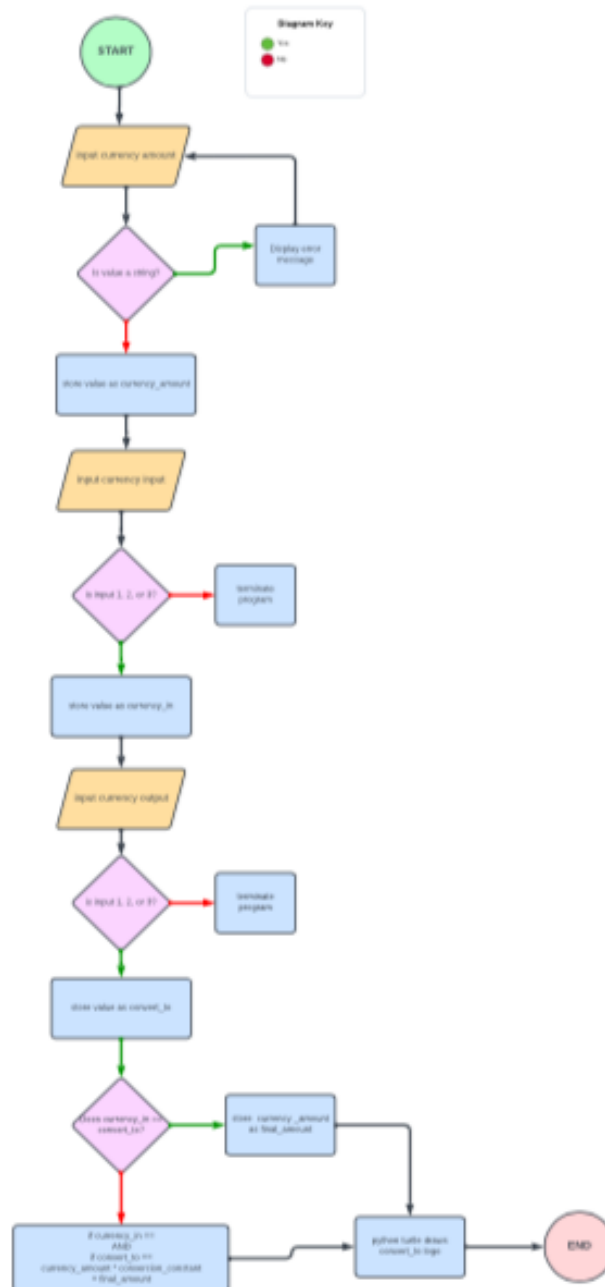 START
Diagram Key
Yes
No
input currency amount
Is value a string?
Display error
message
store value as currency_amount
input currency input
is input 1, 2, or 3?
terminate
program
store value as currency_in
input currency output
is input 1, 2, or 3?
terminate
program
store value as convert_to
Does currency_in ==
convert_to?
store currency_amount
as final_amount
if currency_in ==
AND
if convert_to ==
currency_amount * conversion_constant
= final_amount
python turtle draws
convert_to logo
END